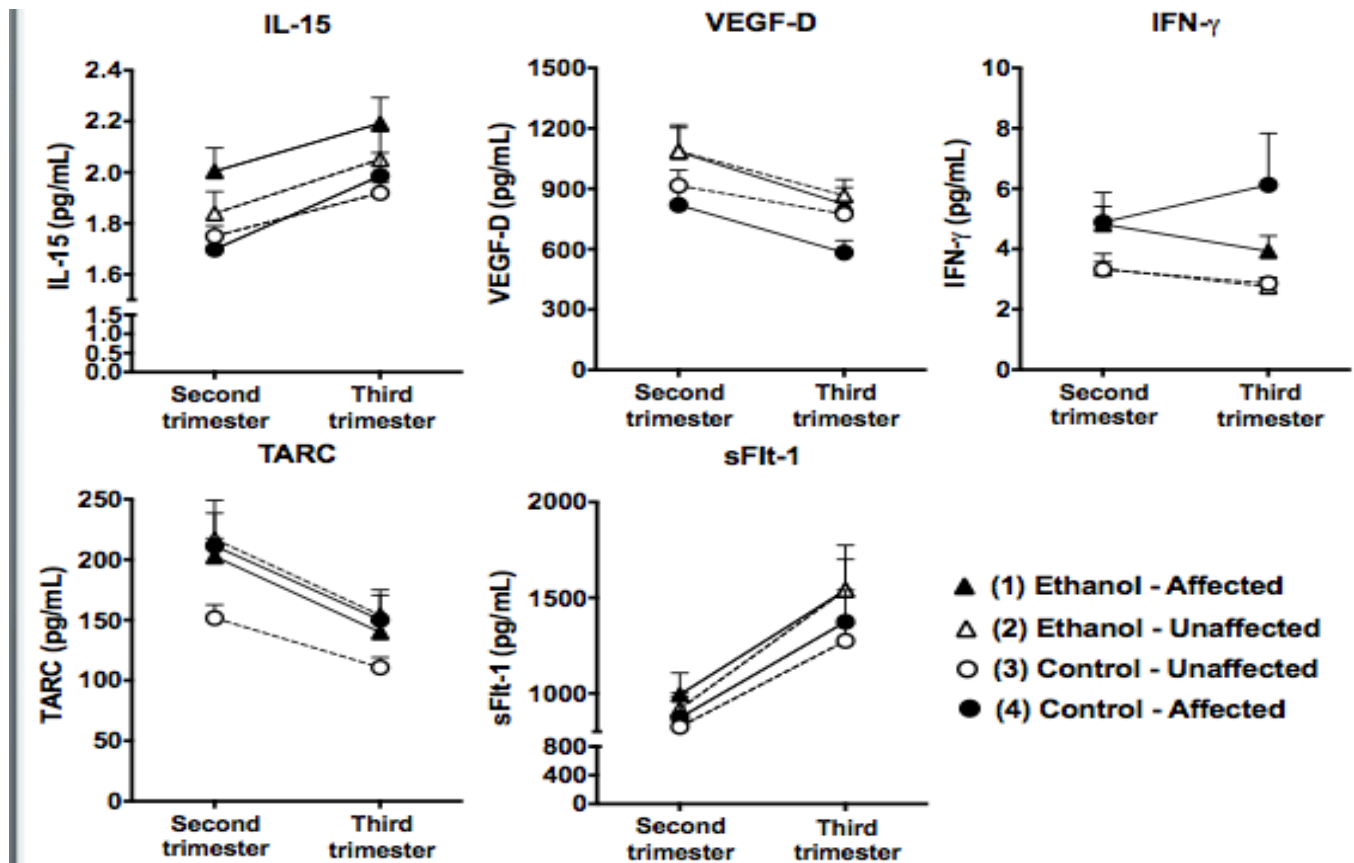 IL-15
VEGF-D
IFN-γ
2.4
2.2
2.0
1.8
1.6
1.5
1.0
0.5
0.0
IL-15 (pg/mL)
Second
trimester
Third
trimester
1500
1200
900
600
300
0
VEGF-D (pg/mL)
Second
trimester
Third
trimester
10
8
6
4
2
0
IFN-γ (pg/mL)
Second
trimester
Third
trimester
TARC
sFlt-1
250
200
150
100
50
0
TARC (pg/mL)
Second
trimester
Third
trimester
2000
1500
1000
800
400
0
sFlt-1 (pg/mL)
Second
trimester
Third
trimester
(1) Ethanol - Affected
(2) Ethanol - Unaffected
(3) Control - Unaffected
(4) Control - Affected